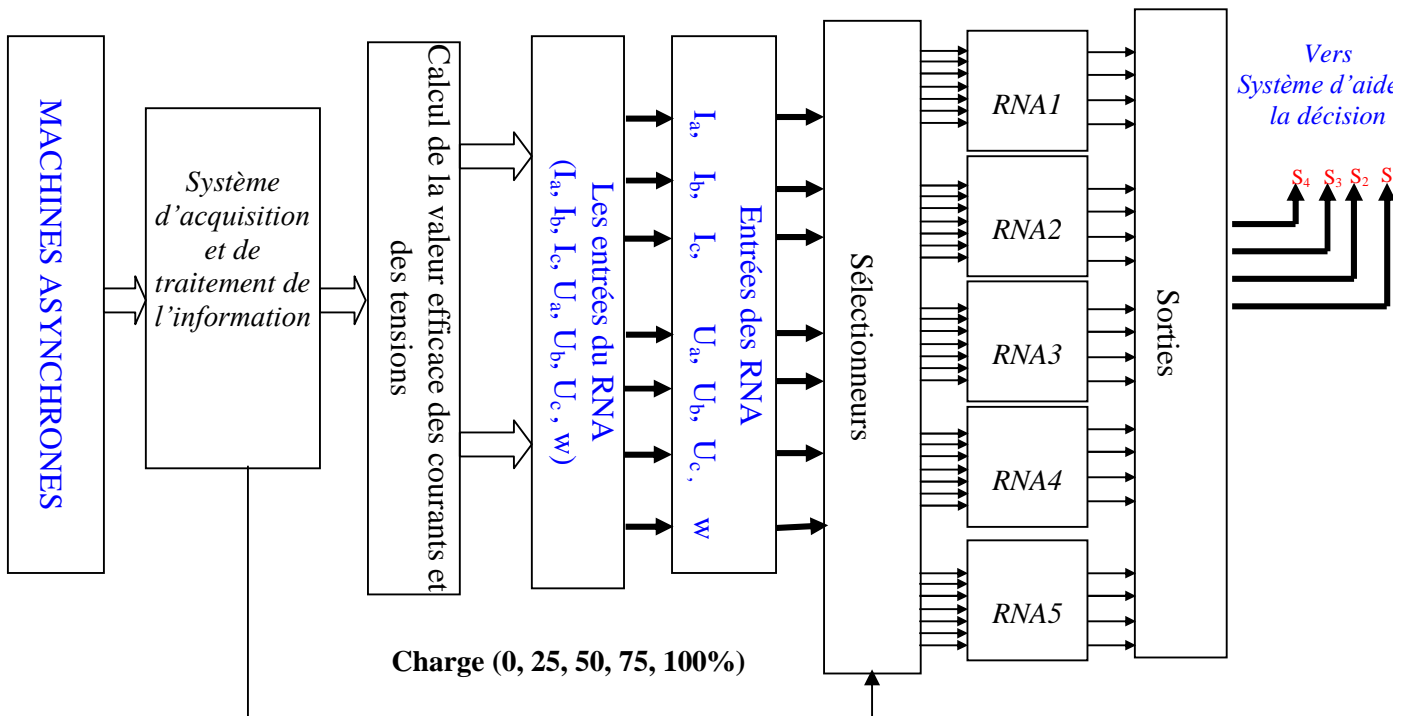 MACHINES ASYNCHRONES
Système
d'acquisition
et de
traitement de
l'information
Calcul de la valeur efficace des courants et
des tensions
Les entrées du RNA
(Ia, Ib, Ic, Ua, Ub, Uc , w)
Entrées des RNA
Ia, Ib, Ic, Ua, Ub, Uc , w
Sélectionneurs
RNA1
RNA2
RNA3
RNA4
RNA5
Sorties
Vers
Système d'aide
la décision
S4 S3 S2 S
Charge (0, 25, 50, 75, 100%)